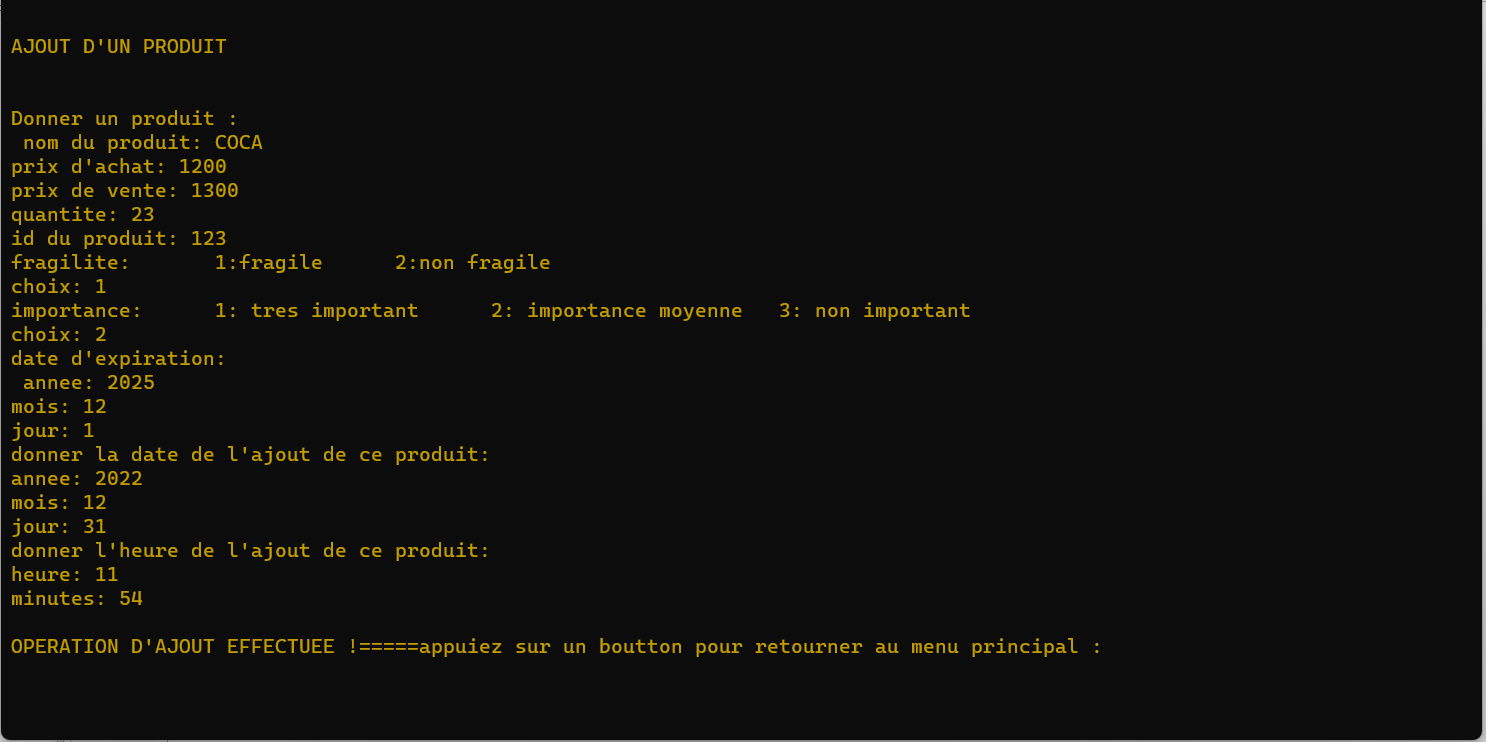 AJOUT D'UN PRODUIT
Donner un produit :
nom du produit: COCA
prix d'achat: 1200
prix de vente: 1300
quantite: 23
id du produit: 123
fragilite: 1:fragile 2:non fragile
choix: 1
importance: 1: tres important 2: importance moyenne 3: non important
choix: 2
date d'expiration:
annee: 2025
mois: 12
jour: 1
donner la date de l'ajout de ce produit:
annee: 2022
mois: 12
jour: 31
donner l'heure de l'ajout de ce produit:
heure: 11
minutes: 54
OPERATION D'AJOUT EFFECTUEE !=====appuiez sur un boutton pour retourner au menu principal :